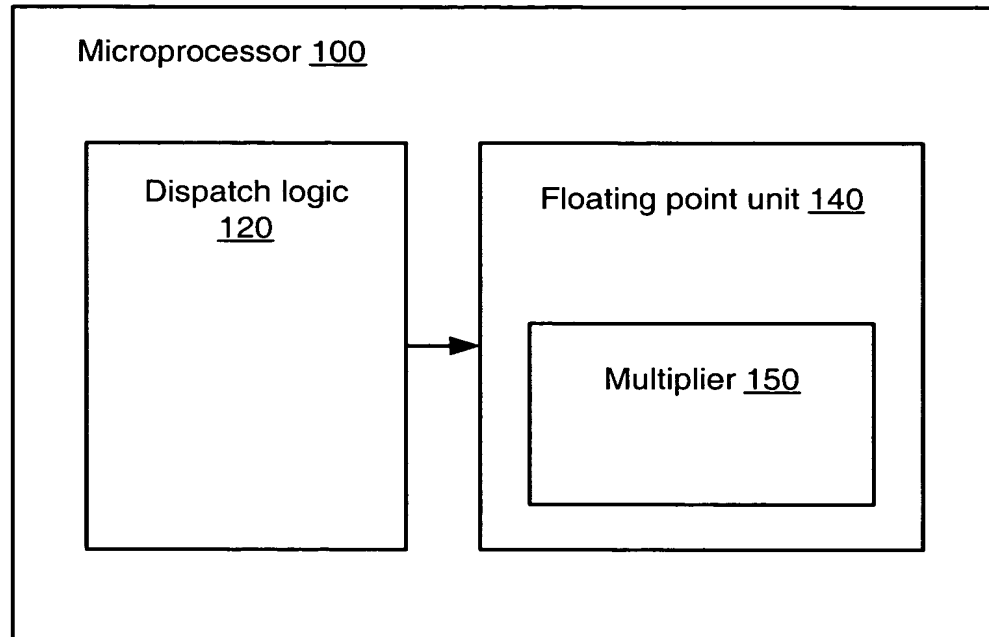 Microprocessor 100
Dispatch logic
120
Floating point unit 140
Multiplier 150